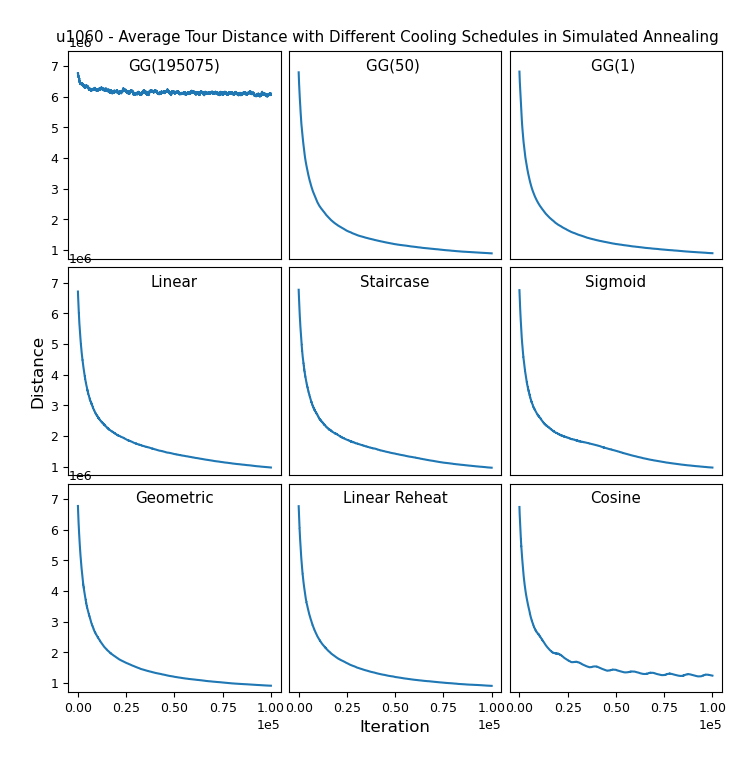 u1060 - Average Tour Distance with Different Cooling Schedules in Simulated Annealing
1e6
GG(195075)
GG(50)
GG(1)
7
6
5
4
3
2
1
1e6
Linear
Staircase
Sigmoid
7
6
5
4
3
2
1
Distance
1e6
Geometric
Linear Reheat
Cosine
7
6
5
4
3
2
1
0.00 0.25 0.50 0.75 1.00
0.00 0.25 0.50 0.75 1.00
0.00 0.25 0.50 0.75 1.00
1e5
1e5
1e5
Iteration